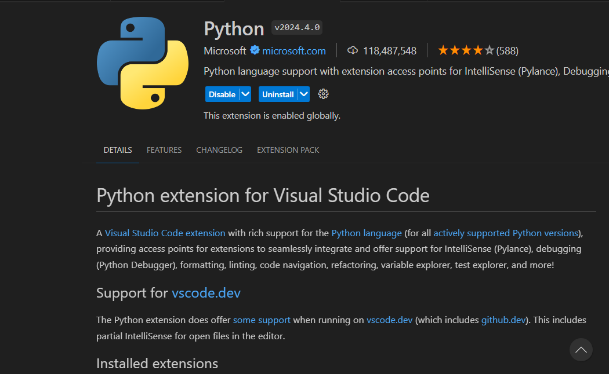 Python v2024.4.0
Microsoft microsoft.com 118,487,548 (588)
Python language support with extension access points for IntelliSense (Pylance), Debugging
Disable Uninstall
This extension is enabled globally.
DETAILS FEATURES CHANGELOG EXTENSION PACK
Python extension for Visual Studio Code
A Visual Studio Code extension with rich support for the Python language (for all actively supported Python versions),
providing access points for extensions to seamlessly integrate and offer support for IntelliSense (Pylance), debugging
(Python Debugger), formatting, linting, code navigation, refactoring, variable explorer, test explorer, and more!
Support for vscode.dev
The Python extension does offer some support when running on vscode.dev (which includes github.dev). This includes
partial IntelliSense for open files in the editor.
Installed extensions